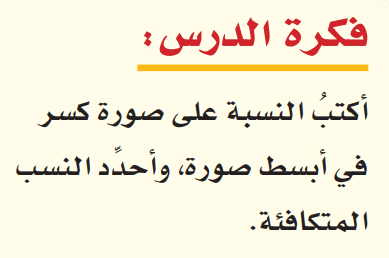 فكرة الدرس:
أكتبُ النسبة على صورة كسر
في أبسط صورة، وأحدِّد النسب
المتكافئة.